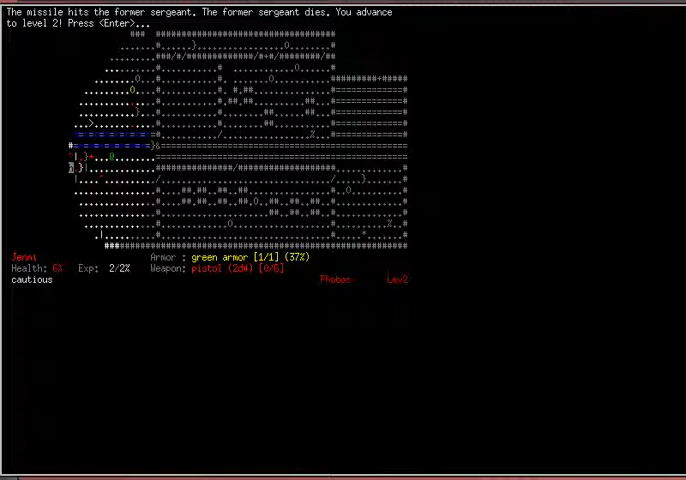 The missile hits the former sergeant. The former sergeant dies. You advance
to level 2! Press <Enter>...
Jenni
Armor : green armor [1/1] (37%)
Health: 6% Exp: 2/2% Weapon: pistol (2d4) [0/6]
cautious Phobos Lev2